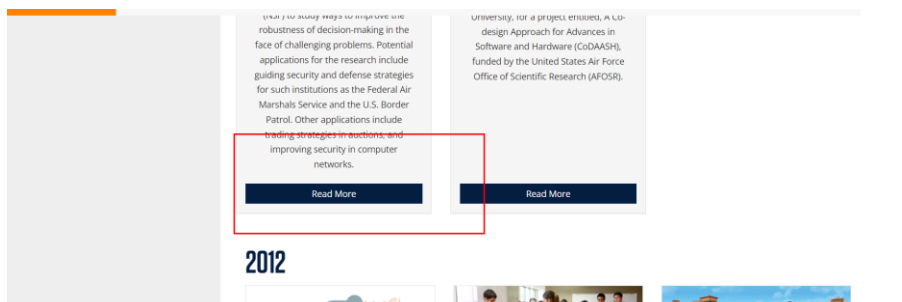 (NSF) to study ways to improve the
robustness of decision-making in the
face of challenging problems. Potential
applications for the research include
guiding security and defense strategies
for such institutions as the Federal Air
Marshals Service and the U.S. Border
Patrol. Other applications include
trading strategies in auctions, and
improving security in computer
networks.
Read More
University, for a project entitled, A Co-
design Approach for Advances in
Software and Hardware (CoDAASH),
funded by the United States Air Force
Office of Scientific Research (AFOSR).
Read More
2012